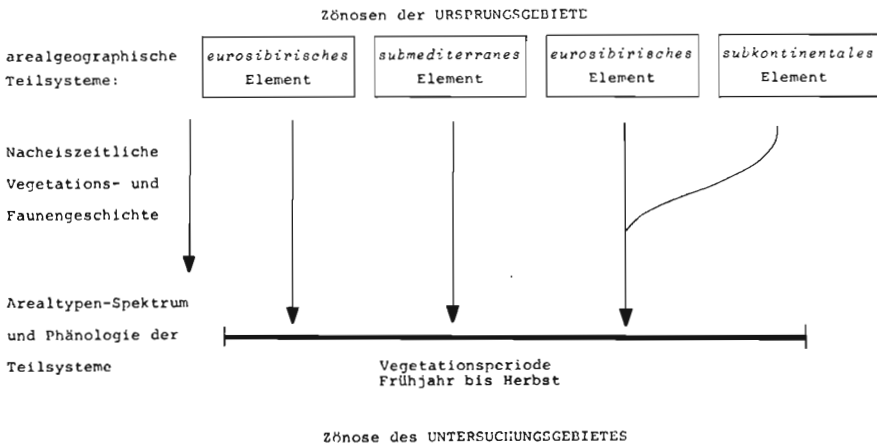 Zönosen der URSPRUNGSGEBIETE
arealgeographische
Teilsysteme:
eurosibirisches
Element
submediterranes
Element
eurosibirisches
Element
subkontinentales
Element
Nacheiszeitliche
Vegetations- und
Faunengeschichte
Arealtypen-Spektrum
und Phänologie der
Teilsysteme
Vegetationsperiode
Frühjahr bis Herbst
Zönose des UNTERSUCHUNGSGEBIETES